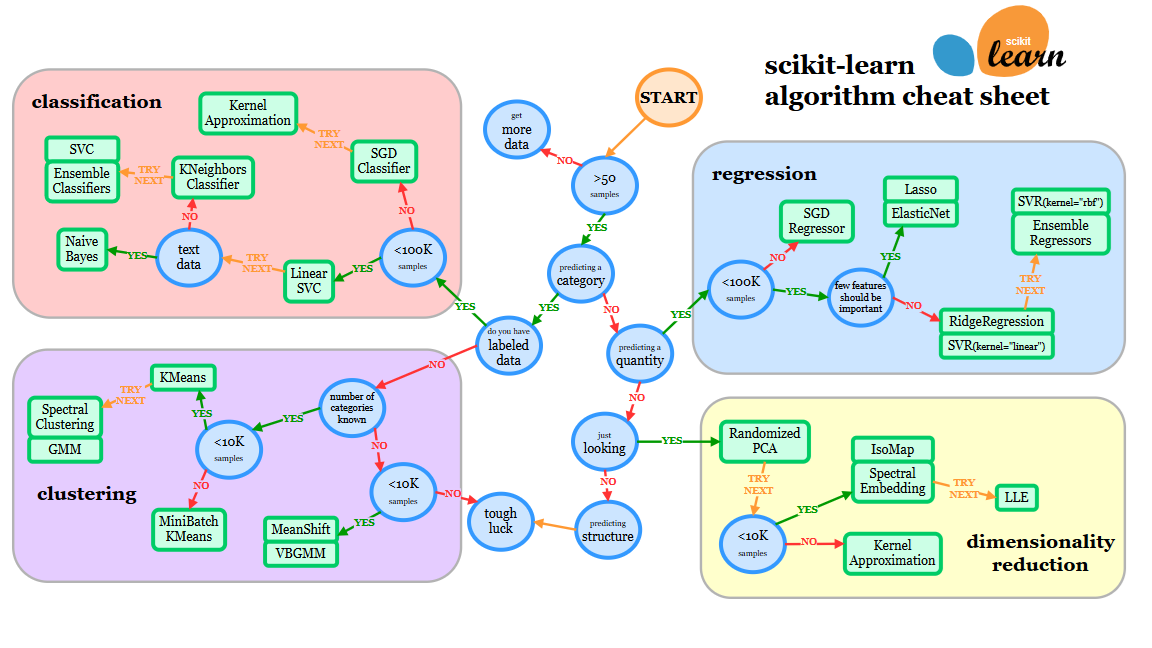 scikit-learn
algorithm cheat sheet
scikit
learn
START
get
more
data
NO
>50
samples
YES
predicting a
category
YES
NO
do you have
labeled
data
YES
NO
predicting a
quantity
YES
NO
just
looking
YES
NO
predicting
structure
tough
luck
classification
Kernel
Approximation
TRY
NEXT
SGD
Classifier
NO
<100K
samples
YES
Linear
SVC
TRY
NEXT
text
data
NO
YES
KNeighbors
Classifier
TRY
NEXT
SVC
Ensemble
Classifiers
Naive
Bayes
regression
<100K
samples
NO
SGD
Regressor
YES
few features
should be
important
YES
Lasso
ElasticNet
NO
RidgeRegression
SVR(kernel="linear")
TRY
NEXT
SVR(kernel="rbf")
Ensemble
Regressors
clustering
number of
categories
known
YES
NO
<10K
samples
YES
KMeans
TRY
NEXT
Spectral
Clustering
GMM
NO
MiniBatch
KMeans
<10K
samples
YES
MeanShift
VBGMM
NO
dimensionality
reduction
Randomized
PCA
TRY
NEXT
<10K
samples
YES
IsoMap
Spectral
Embedding
TRY
NEXT
LLE
NO
Kernel
Approximation